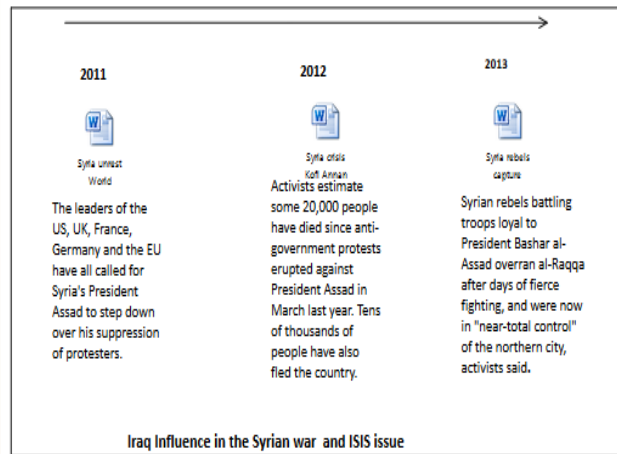 2011
2012
2013
Syria unrest
World
Syria crisis
Kofi Annan
Syria rebels
capture
The leaders of the
US, UK, France,
Germany and the EU
have all called for
Syria's President
Assad to step down
over his suppression
of protesters.
Activists estimate
some 20,000 people
have died since anti-
government protests
erupted against
President Assad in
March last year. Tens
of thousands of
people have also
fled the country.
Syrian rebels battling
troops loyal to
President Bashar al-
Assad overran al-Raqqa
after days of fierce
fighting, and were now
in "near-total control"
of the northern city,
activists said.
Iraq Influence in the Syrian war and ISIS issue